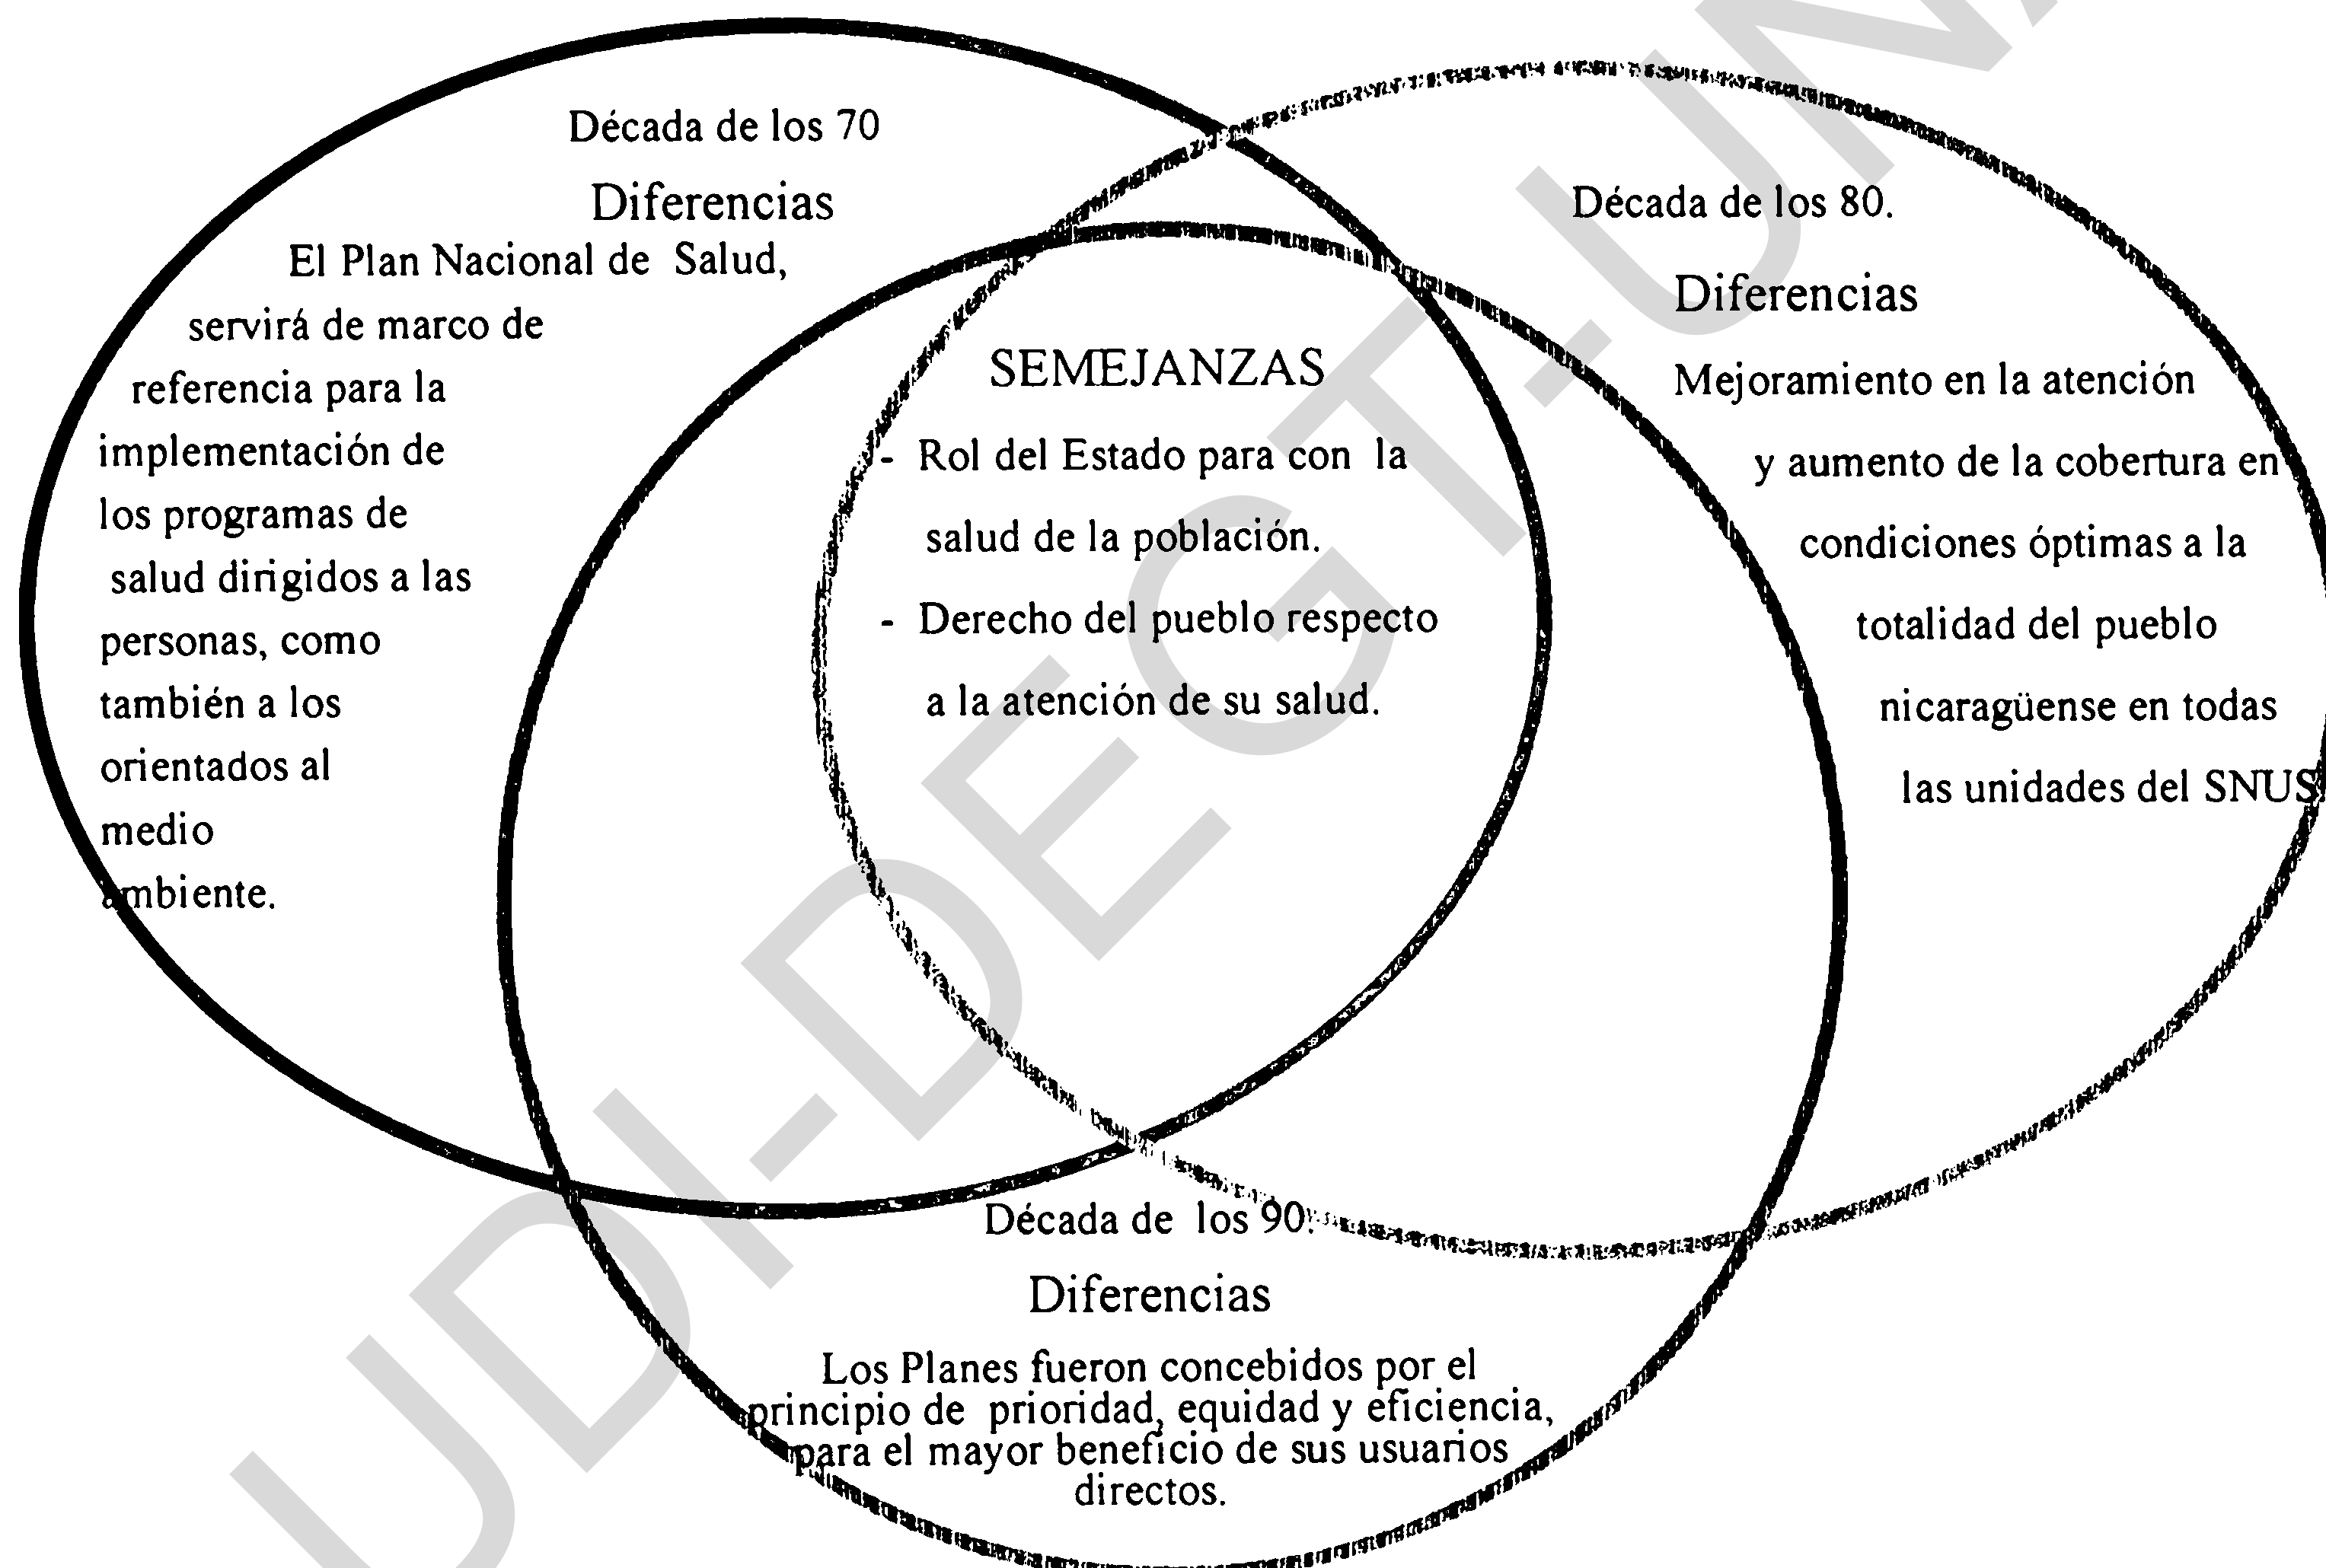 Década de los 70
Diferencias
El Plan Nacional de Salud,
servirá de marco de
referencia para la
implementación de
los programas de
salud dirigidos a las
personas, como
también a los
orientados al
medio
ambiente.
SEMEJANZAS
- Rol del Estado para con la
salud de la población.
- Derecho del pueblo respecto
a la atención de su salud.
Década de los 80.
Diferencias
Mejoramiento en la atención
y aumento de la cobertura en
condiciones óptimas a la
totalidad del pueblo
nicaragüense en todas
las unidades del SNUS
Década de los 90.
Diferencias
Los Planes fueron concebidos por el
principio de prioridad, equidad y eficiencia,
para el mayor beneficio de sus usuarios
directos.
UDI-DEGT-UNA